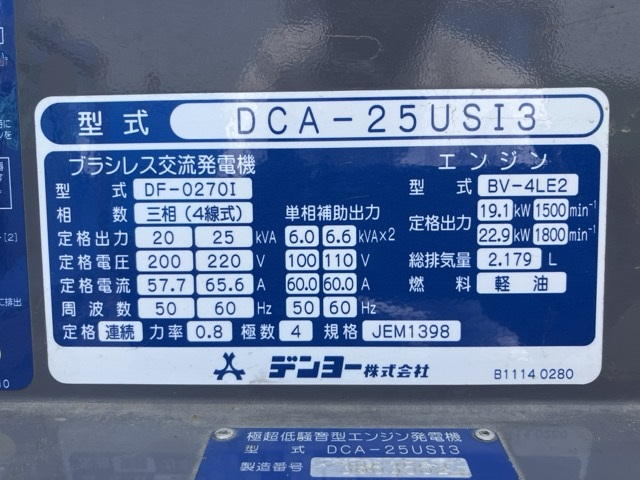 型式 DCA-25USI3
ブラシレス交流発電機 エンジン
型式 DF-0270I 型式 BV-4LE2
相数 三相(4線式) 単相補助出力 定格出力 19.1 kW 1500 min⁻¹
定格出力 20 25 kVA 6.0 6.6 kVA×2 22.9 kW 1800 min⁻¹
定格電圧 200 220 V 100 110 V 総排気量 2.179 L
定格電流 57.7 65.6 A 60.0 60.0 A 燃料 軽油
周波数 50 60 Hz 50 60 Hz
定格 連続 力率 0.8 極数 4 規格 JEM1398
デンヨー株式会社 B1114 0280
極超低騒音型エンジン発電機
型式 DCA-25USI3
製造番号